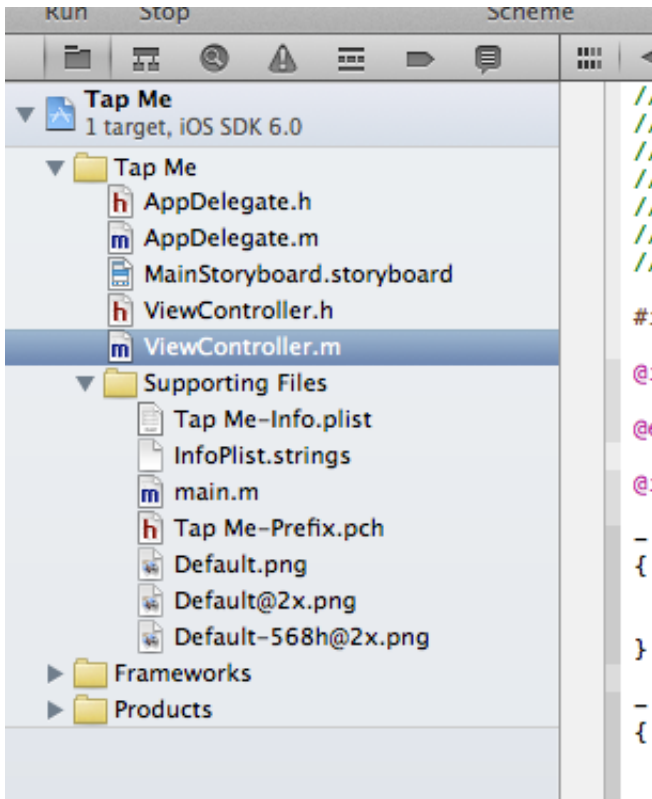 Run Stop Scheme
Tap Me
1 target, iOS SDK 6.0
Tap Me
h AppDelegate.h
m AppDelegate.m
MainStoryboard.storyboard
h ViewController.h
m ViewController.m
Supporting Files
Tap Me-Info.plist
InfoPlist.strings
m main.m
h Tap Me-Prefix.pch
Default.png
Default@2x.png
Default-568h@2x.png
Frameworks
Products
//
//
//
//
//
//
//
-
{
}
-
{